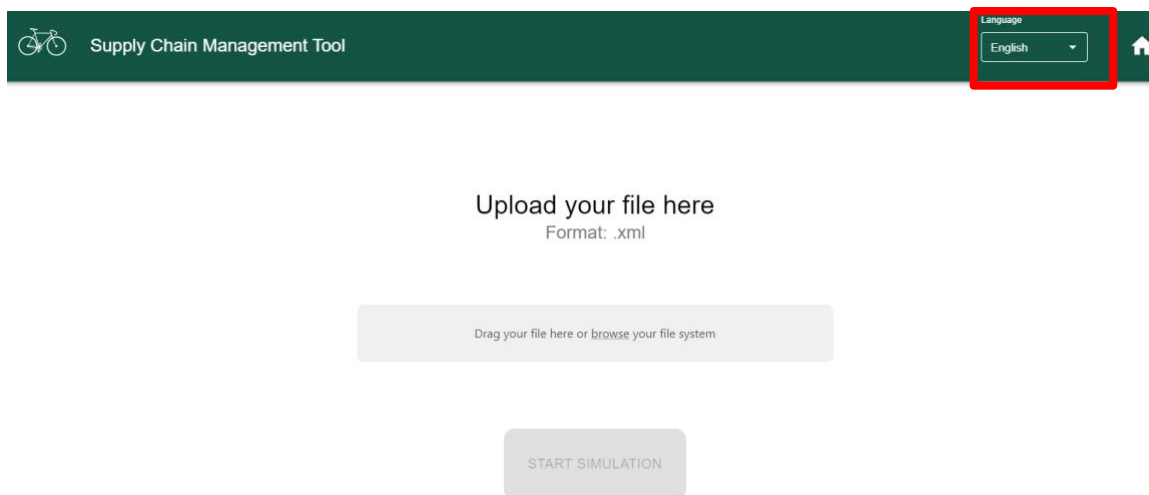 Supply Chain Management Tool
Language
English
Upload your file here
Format: .xml
Drag your file here or browse your file system
START SIMULATION